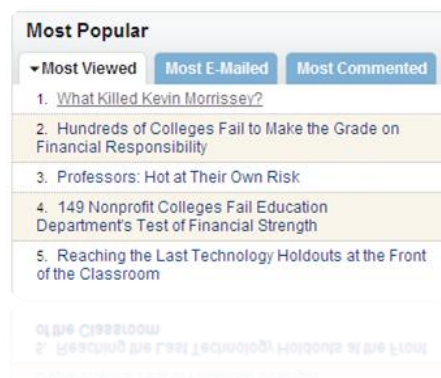 Most Popular
Most Viewed Most E-Mailed Most Commented
1. What Killed Kevin Morrissey?
2. Hundreds of Colleges Fail to Make the Grade on
Financial Responsibility
3. Professors: Hot at Their Own Risk
4. 149 Nonprofit Colleges Fail Education
Department's Test of Financial Strength
5. Reaching the Last Technology Holdouts at the Front
of the Classroom